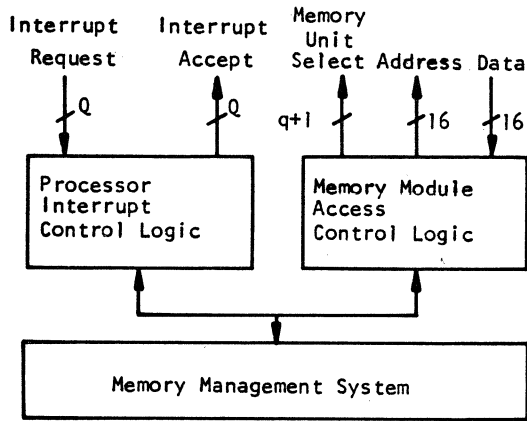 Interrupt
Request
Interrupt
Accept
Memory
Unit
Select Address Data
Q
Q
q+1
16
16
Processor
Interrupt
Control Logic
Memory Module
Access
Control Logic
Memory Management System